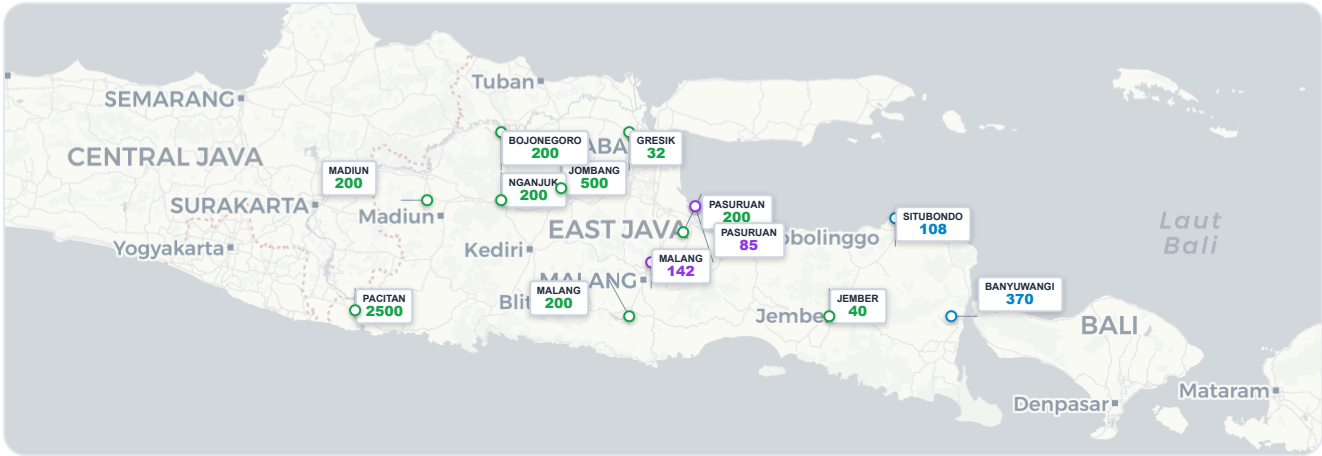 Tuban
SEMARANG
BOJONEGORO
200
ABA
GRESIK
32
CENTRAL JAVA
MADIUN
200
NGANJUK
200
JOMBANG
500
SURAKARTA
Madiun
PASURUAN
200
SITUBONDO
108
Laut
Bali
EAST JAVA
PASURUAN
85
obolinggo
Yogyakarta
Kediri
MALANG
142
MALANG
BANYUWANGI
370
PACITAN
2500
Blit
MALANG
200
JEMBER
40
Jembe
BALI
Mataram
Denpasar